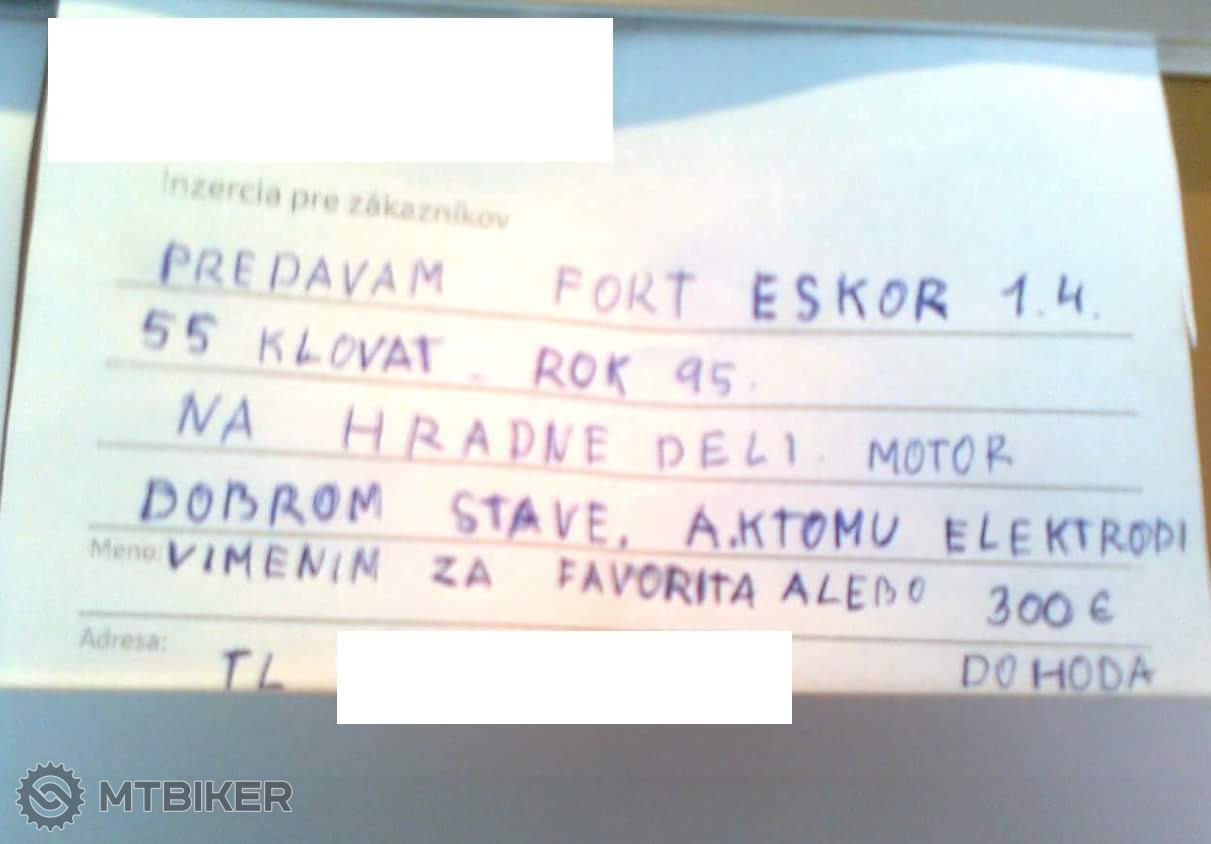 Inzercia pre zákazníkov
PREDAVAM FORT ESKOR 1.4.
55 KLOVAT. ROK 95.
NA HRADNE DELI. MOTOR
DOBROM STAVE. A.KTOMU ELEKTRODI
Meno: VIMENIM ZA FAVORITA ALEBO 300 €
Adresa: TL DOHODA
MTBIKER